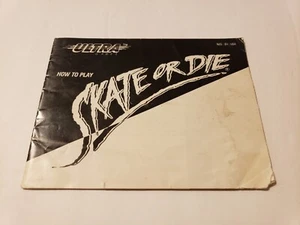 ULTRA
HOW TO PLAY
SKATE OR DIE